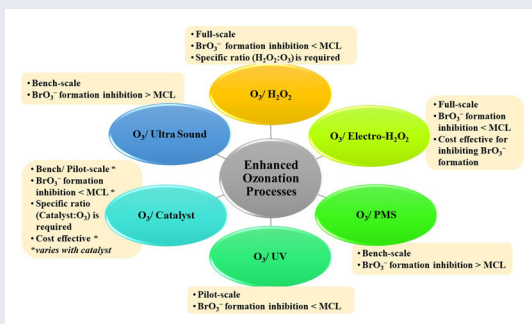 • Full-scale
• BrO₃⁻ formation inhibition < MCL
• Specific ratio (H₂O₂:O₃) is required
O₃/ H₂O₂
• Bench-scale
• BrO₃⁻ formation inhibition > MCL
O₃/ Ultra Sound
O₃/ Electro-H₂O₂
• Full-scale
• BrO₃⁻ formation
inhibition < MCL
• Cost effective for
inhibiting BrO₃⁻
formation
Enhanced
Ozonation
Processes
• Bench/ Pilot-scale *
• BrO₃⁻ formation
inhibition < MCL *
• Specific ratio
(Catalyst:O₃) is
required
• Cost effective *
*varies with catalyst
O₃/ Catalyst
O₃/ PMS
• Bench-scale
• BrO₃⁻ formation inhibition > MCL
O₃/ UV
• Pilot-scale
• BrO₃⁻ formation inhibition < MCL